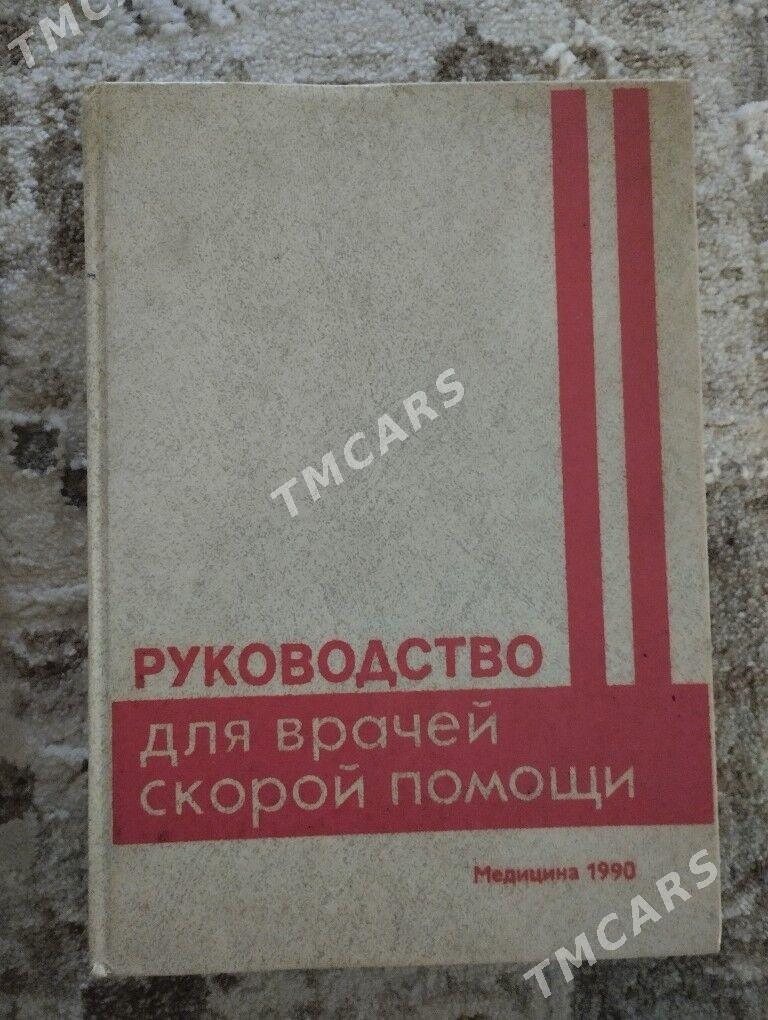 TMCARS
TMCARS
РУКОВОДСТВО
для врачей
скорой помощи
Медицина 1990
TMCARS